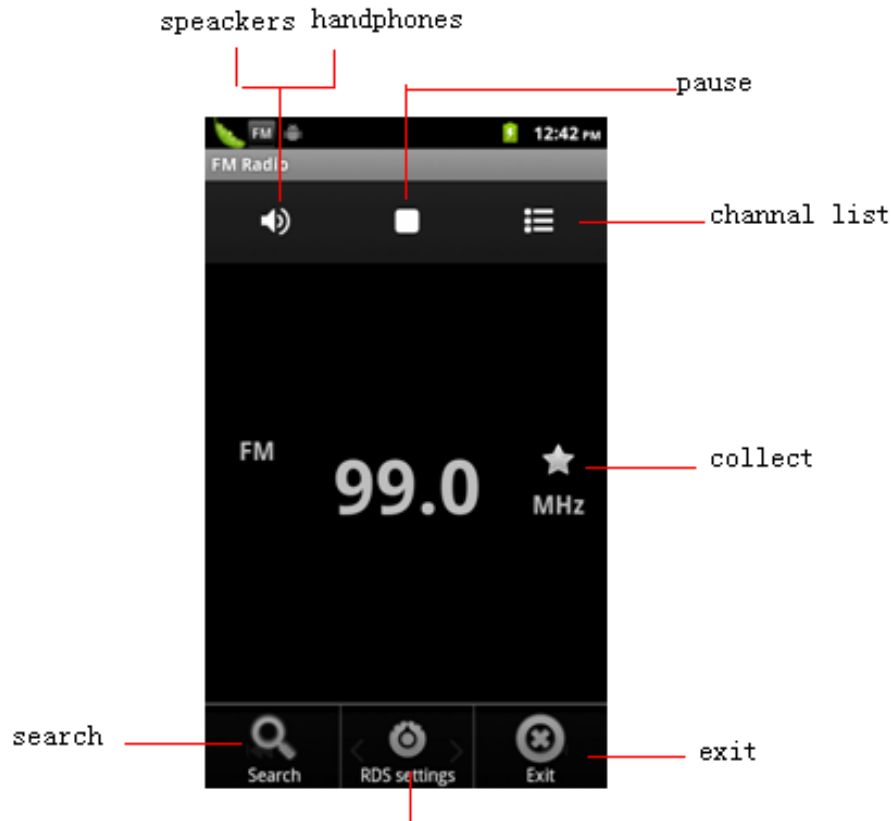 speackers handphones
pause
FM 12:42 PM
FM Radio
channal list
FM
99.0
collect
MHz
search
Search
RDS settings
Exit
exit